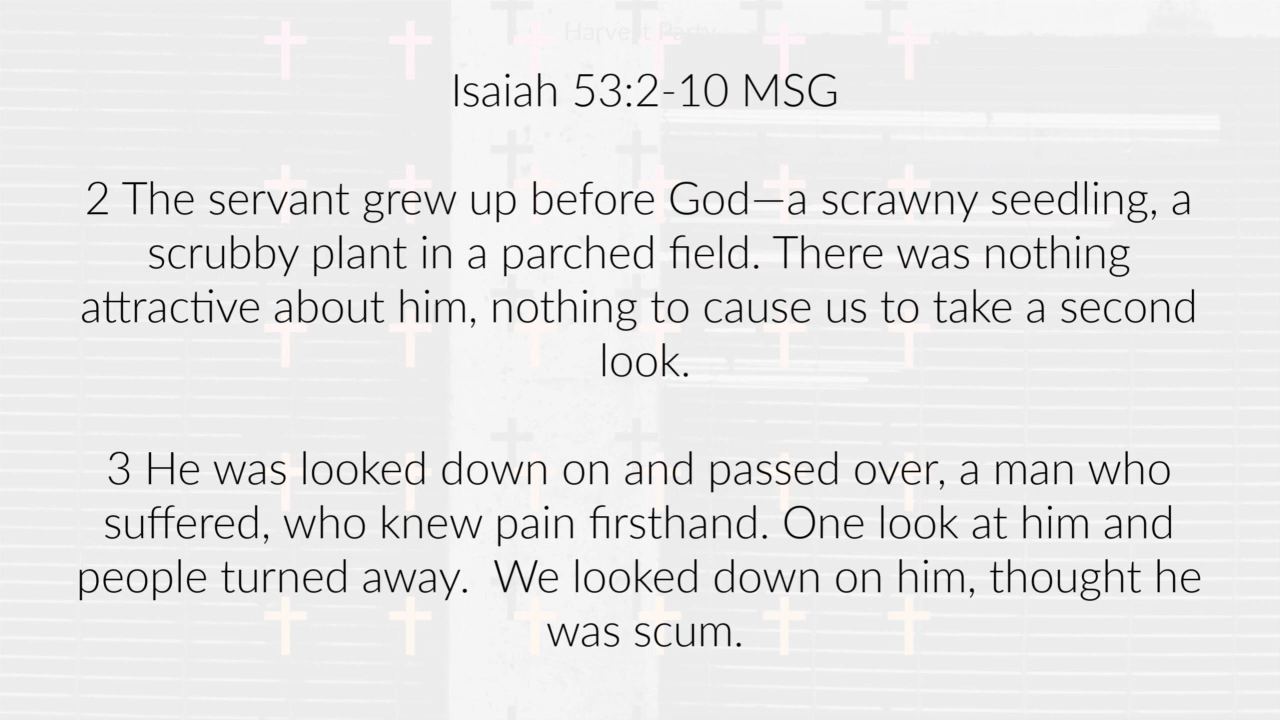 Harvest Party
Isaiah 53:2-10 MSG
2 The servant grew up before God—a scrawny seedling, a
scrubby plant in a parched field. There was nothing
attractive about him, nothing to cause us to take a second
look.
3 He was looked down on and passed over, a man who
suffered, who knew pain firsthand. One look at him and
people turned away.  We looked down on him, thought he
was scum.